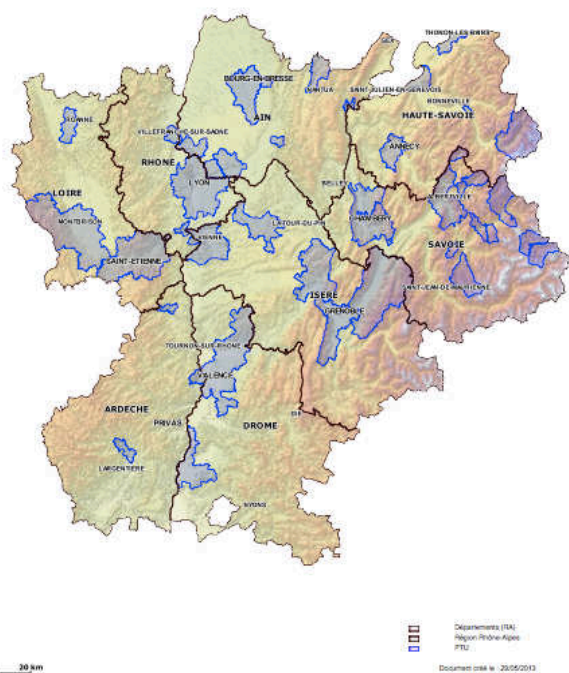 THONON-LES-BAINS
BOURG-EN-BRESSE
NANTUA
SAINT-JULIEN-EN-GENEVOIS
BONNEVILLE
AIN
HAUTE-SAVOIE
ROANNE
VILLEFRANCHE-SUR-SAONE
ANNECY
RHONE
LYON
BELLEY
LOIRE
ALBERTVILLE
MONTBRISON
CHAMBERY
LA-TOUR-DU-PIN
VIENNE
SAVOIE
SAINT-ETIENNE
SAINT-JEAN-DE-MAURIENNE
ISERE
GRENOBLE
TOURNON-SUR-RHONE
VALENCE
ARDECHE
DIE
PRIVAS
DROME
LARGENTIERE
NYONS
Départements (RA)
Région Rhône-Alpes
PTU
20 km
Document créé le : 29/05/2013